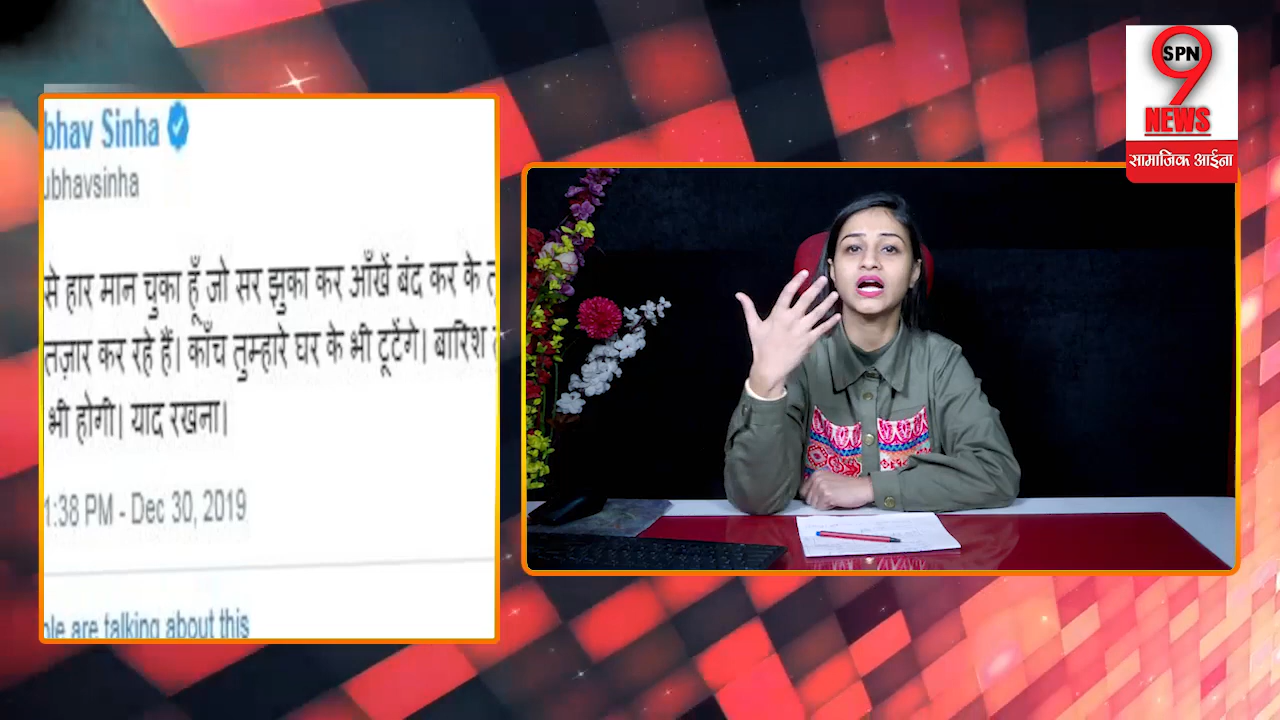 bhav Sinha
ubhavsinha
से हार मान चुका हूँ जो सर झुका कर आँखें बंद कर के
तज़ार कर रहे हैं। काँच तुम्हारे घर के भी टूटेंगे। बारिश
भी होगी। याद रखना।
1:38 PM - Dec 30, 2019
ple are talking about this
SPN
9
NEWS
सामाजिक आईना